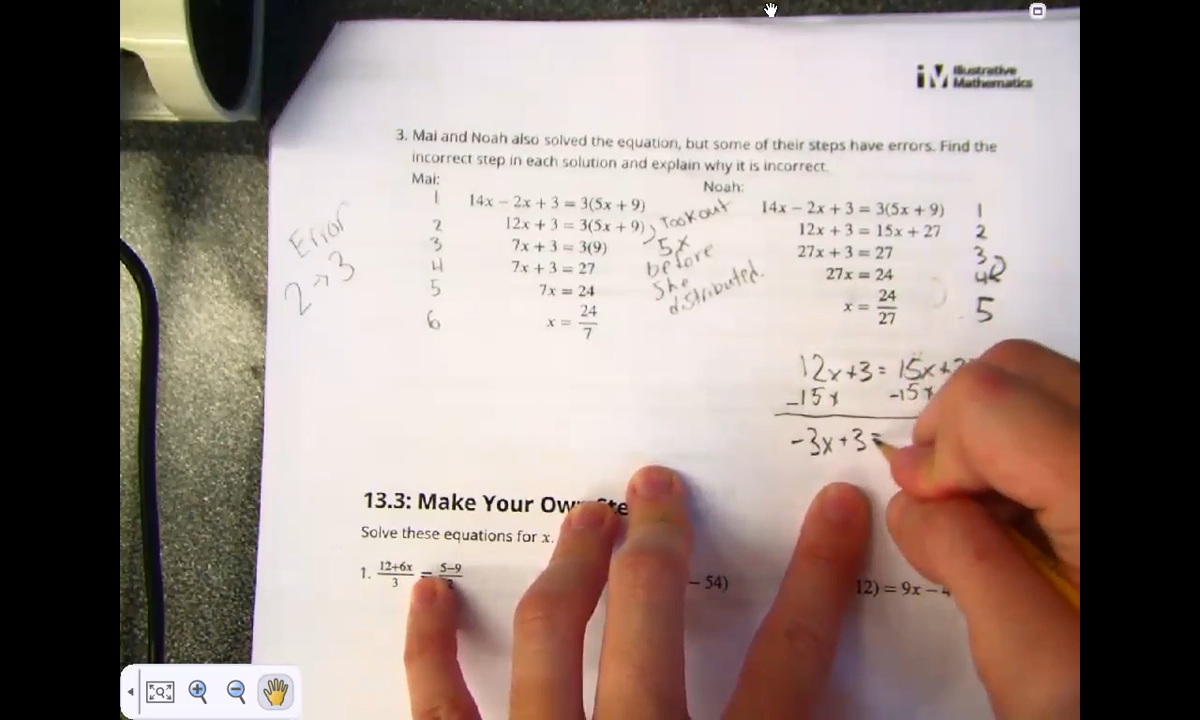 Illustrative
Mathematics
3. Mai and Noah also solved the equation, but some of their steps have errors. Find the
incorrect step in each solution and explain why it is incorrect.
Mai:
1 14x − 2x + 3 = 3(5x + 9)
2 12x + 3 = 3(5x + 9)
3 7x + 3 = 3(9)
4 7x + 3 = 27
5 7x = 24
6 x = 24/7
Error
2 → 3
Took out
5x
before
she
distributed.
Noah:
14x − 2x + 3 = 3(5x + 9) 1
12x + 3 = 15x + 27 2
27x + 3 = 27 3
27x = 24 4
x = 24/27 5
12x+3 = 15x+
-15x -15x
-3x+3=
13.3: Make Your Own
Solve these equations for x.
1. 12+6x/3 = 5−9
− 54)
12) = 9x −